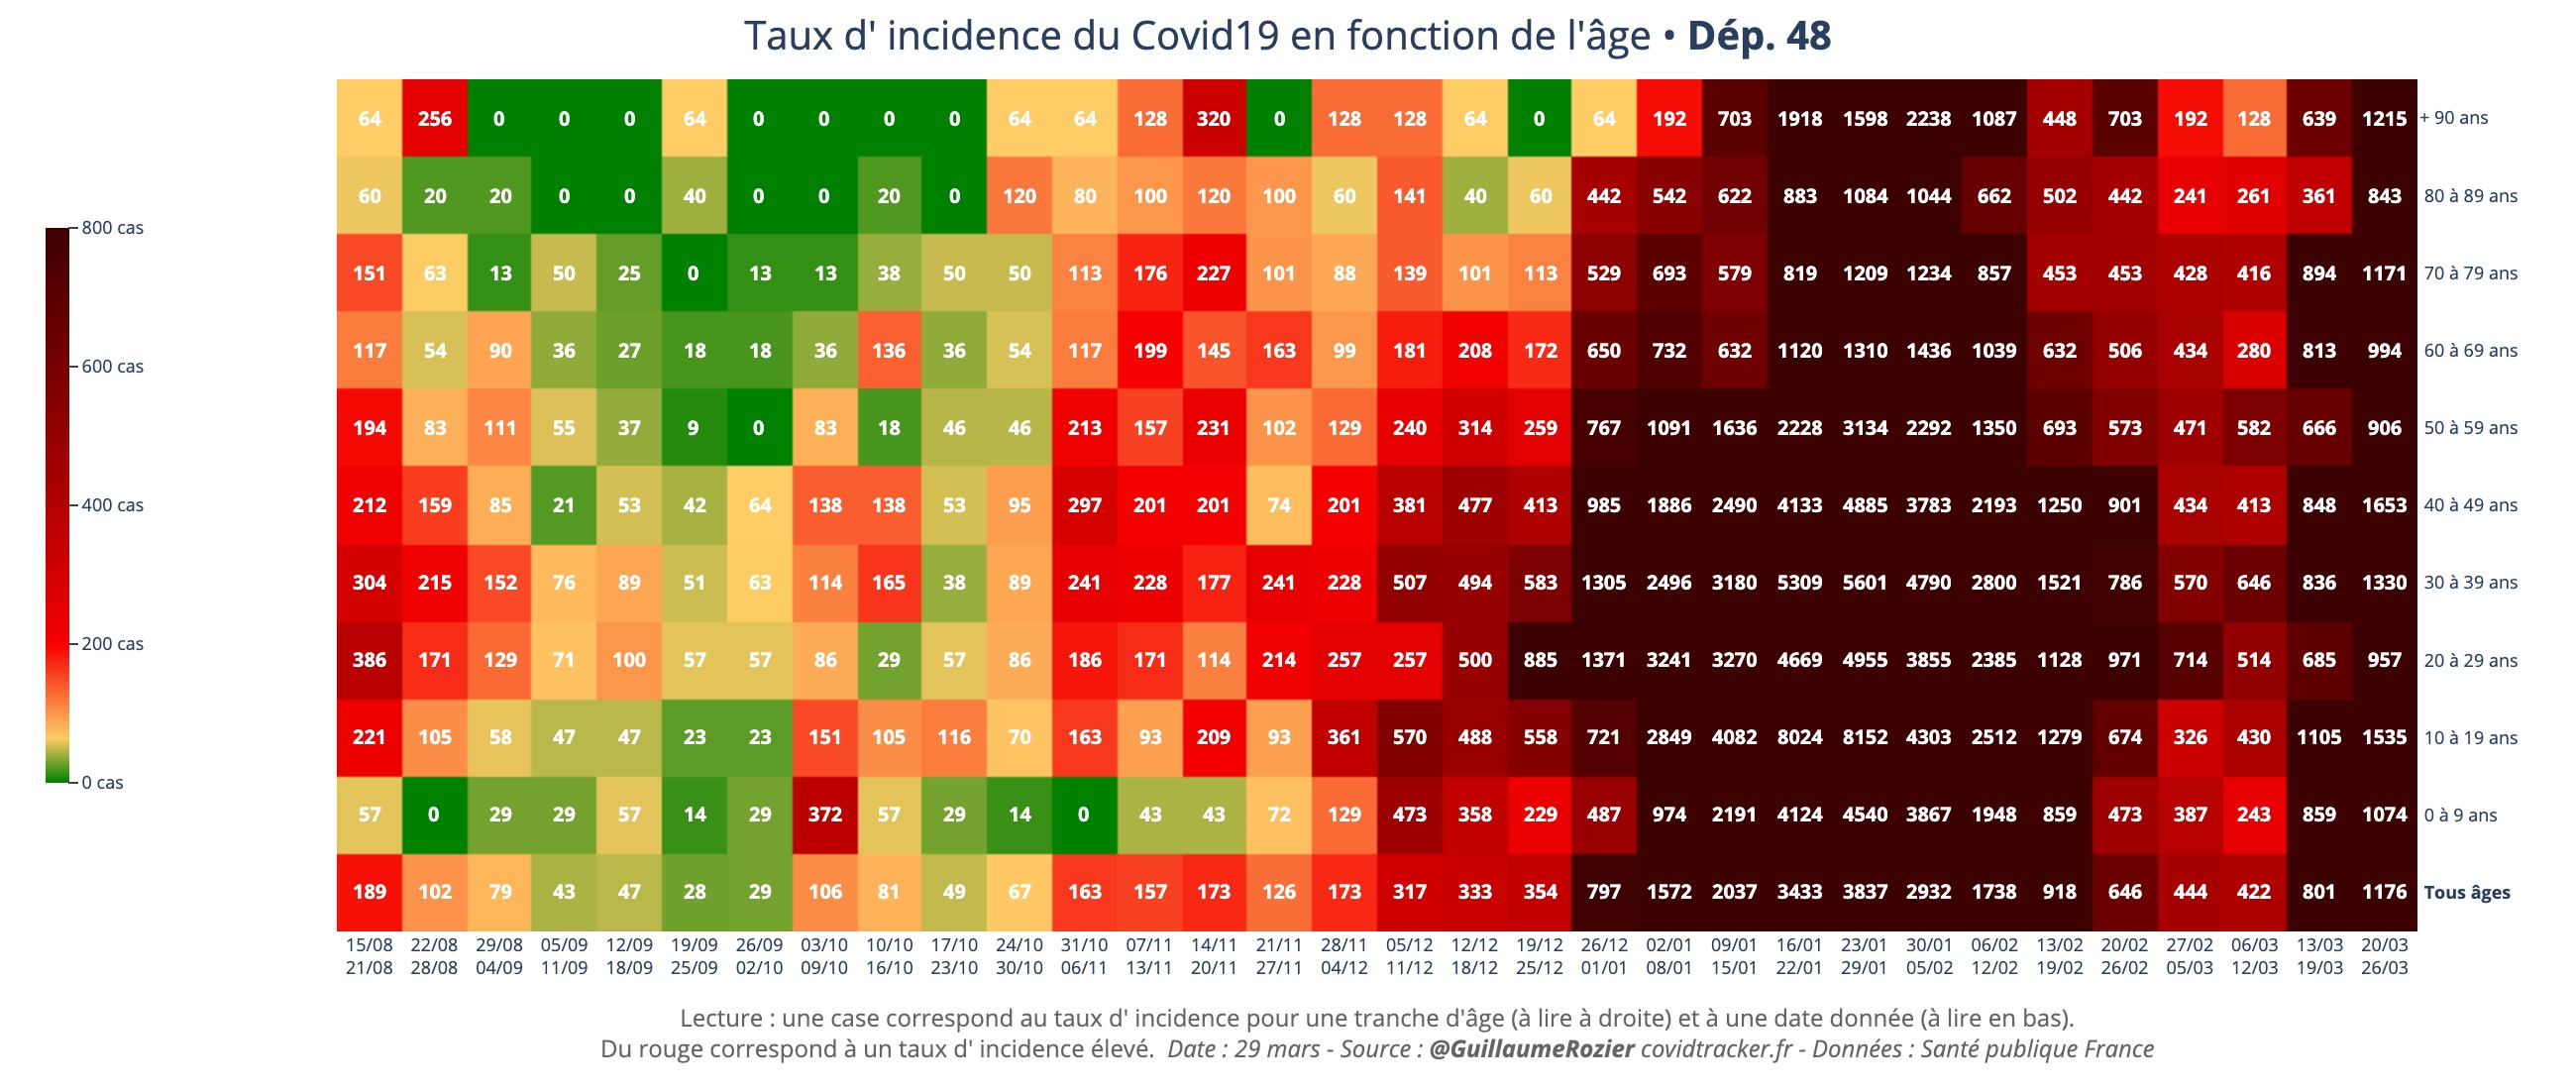 Taux d' incidence du Covid19 en fonction de l'âge • Dép. 48
64 256 0 0 0 64 0 0 0 0 64 64 128 320 0 128 128 64 0 64 192 703 1918 1598 2238 1087 448 703 192 128 639 1215 + 90 ans
60 20 20 0 0 40 0 0 20 0 120 80 100 120 100 60 141 40 60 442 542 622 883 1084 1044 662 502 442 241 261 361 843 80 à 89 ans
800 cas
151 63 13 50 25 0 13 13 38 50 50 113 176 227 101 88 139 101 113 529 693 579 819 1209 1234 857 453 453 428 416 894 1171 70 à 79 ans
117 54 90 36 27 18 18 36 136 36 54 117 199 145 163 99 181 208 172 650 732 632 1120 1310 1436 1039 632 506 434 280 813 994 60 à 69 ans
600 cas
194 83 111 55 37 9 0 83 18 46 46 213 157 231 102 129 240 314 259 767 1091 1636 2228 3134 2292 1350 693 573 471 582 666 906 50 à 59 ans
400 cas
212 159 85 21 53 42 64 138 138 53 95 297 201 201 74 201 381 477 413 985 1886 2490 4133 4885 3783 2193 1250 901 434 413 848 1653 40 à 49 ans
304 215 152 76 89 51 63 114 165 38 89 241 228 177 241 228 507 494 583 1305 2496 3180 5309 5601 4790 2800 1521 786 570 646 836 1330 30 à 39 ans
200 cas
386 171 129 71 100 57 57 86 29 57 86 186 171 114 214 257 257 500 885 1371 3241 3270 4669 4955 3855 2385 1128 971 714 514 685 957 20 à 29 ans
221 105 58 47 47 23 23 151 105 116 70 163 93 209 93 361 570 488 558 721 2849 4082 8024 8152 4303 2512 1279 674 326 430 1105 1535 10 à 19 ans
0 cas
57 0 29 29 57 14 29 372 57 29 14 0 43 43 72 129 473 358 229 487 974 2191 4124 4540 3867 1948 859 473 387 243 859 1074 0 à 9 ans
189 102 79 43 47 28 29 106 81 49 67 163 157 173 126 173 317 333 354 797 1572 2037 3433 3837 2932 1738 918 646 444 422 801 1176 Tous âges
15/08 22/08 29/08 05/09 12/09 19/09 26/09 03/10 10/10 17/10 24/10 31/10 07/11 14/11 21/11 28/11 05/12 12/12 19/12 26/12 02/01 09/01 16/01 23/01 30/01 06/02 13/02 20/02 27/02 06/03 13/03 20/03
21/08 28/08 04/09 11/09 18/09 25/09 02/10 09/10 16/10 23/10 30/10 06/11 13/11 20/11 27/11 04/12 11/12 18/12 25/12 01/01 08/01 15/01 22/01 29/01 05/02 12/02 19/02 26/02 05/03 12/03 19/03 26/03
Lecture : une case correspond au taux d' incidence pour une tranche d'âge (à lire à droite) et à une date donnée (à lire en bas).
Du rouge correspond à un taux d' incidence élevé. Date : 29 mars - Source : @GuillaumeRozier covidtracker.fr - Données : Santé publique France